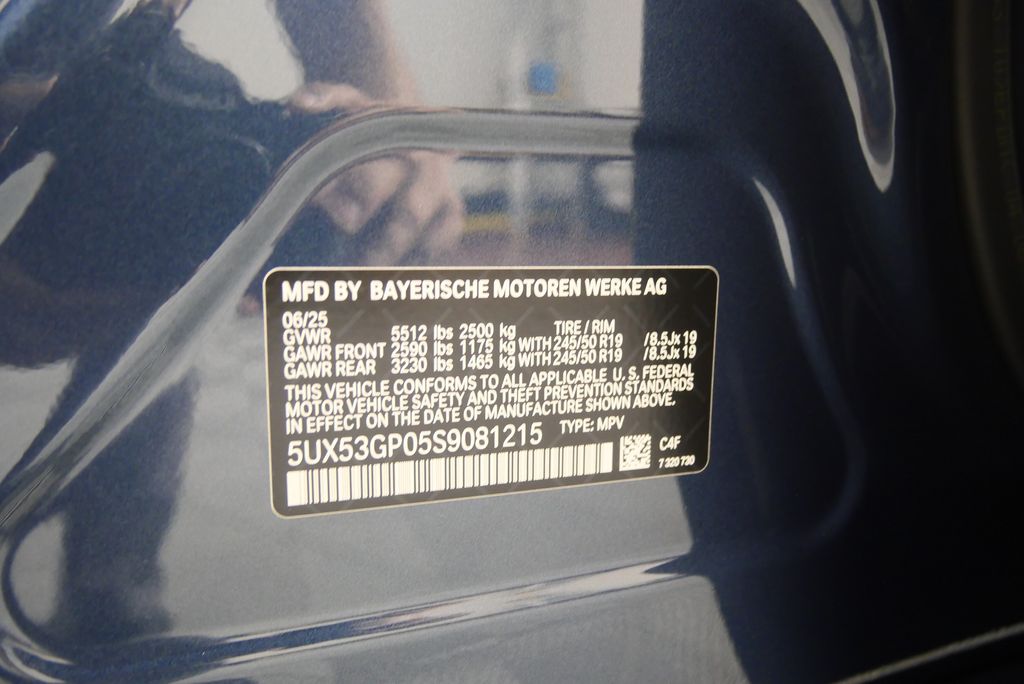 MFD BY BAYERISCHE MOTOREN WERKE AG
06/25
GVWR 5512 lbs 2500 kg TIRE / RIM
GAWR FRONT 2590 lbs 1175 kg WITH 245/50 R19 /8.5Jx19
GAWR REAR 3230 lbs 1465 kg WITH 245/50 R19 /8.5Jx19
THIS VEHICLE CONFORMS TO ALL APPLICABLE U.S. FEDERAL
MOTOR VEHICLE SAFETY AND THEFT PREVENTION STANDARDS
IN EFFECT ON THE DATE OF MANUFACTURE SHOWN ABOVE.
5UX53GP05S9081215 TYPE: MPV
C4F
7 320 730